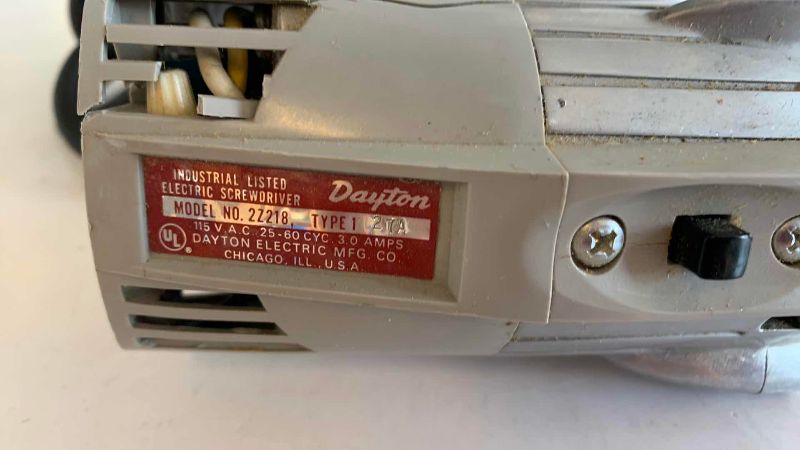 INDUSTRIAL LISTED
ELECTRIC SCREWDRIVER
Dayton
MODEL NO. 2Z218 TYPE 1 2TA
115 V.A.C. 25-60 CYC. 3.0 AMPS
UL
DAYTON ELECTRIC MFG. CO.
CHICAGO, ILL., U.S.A.